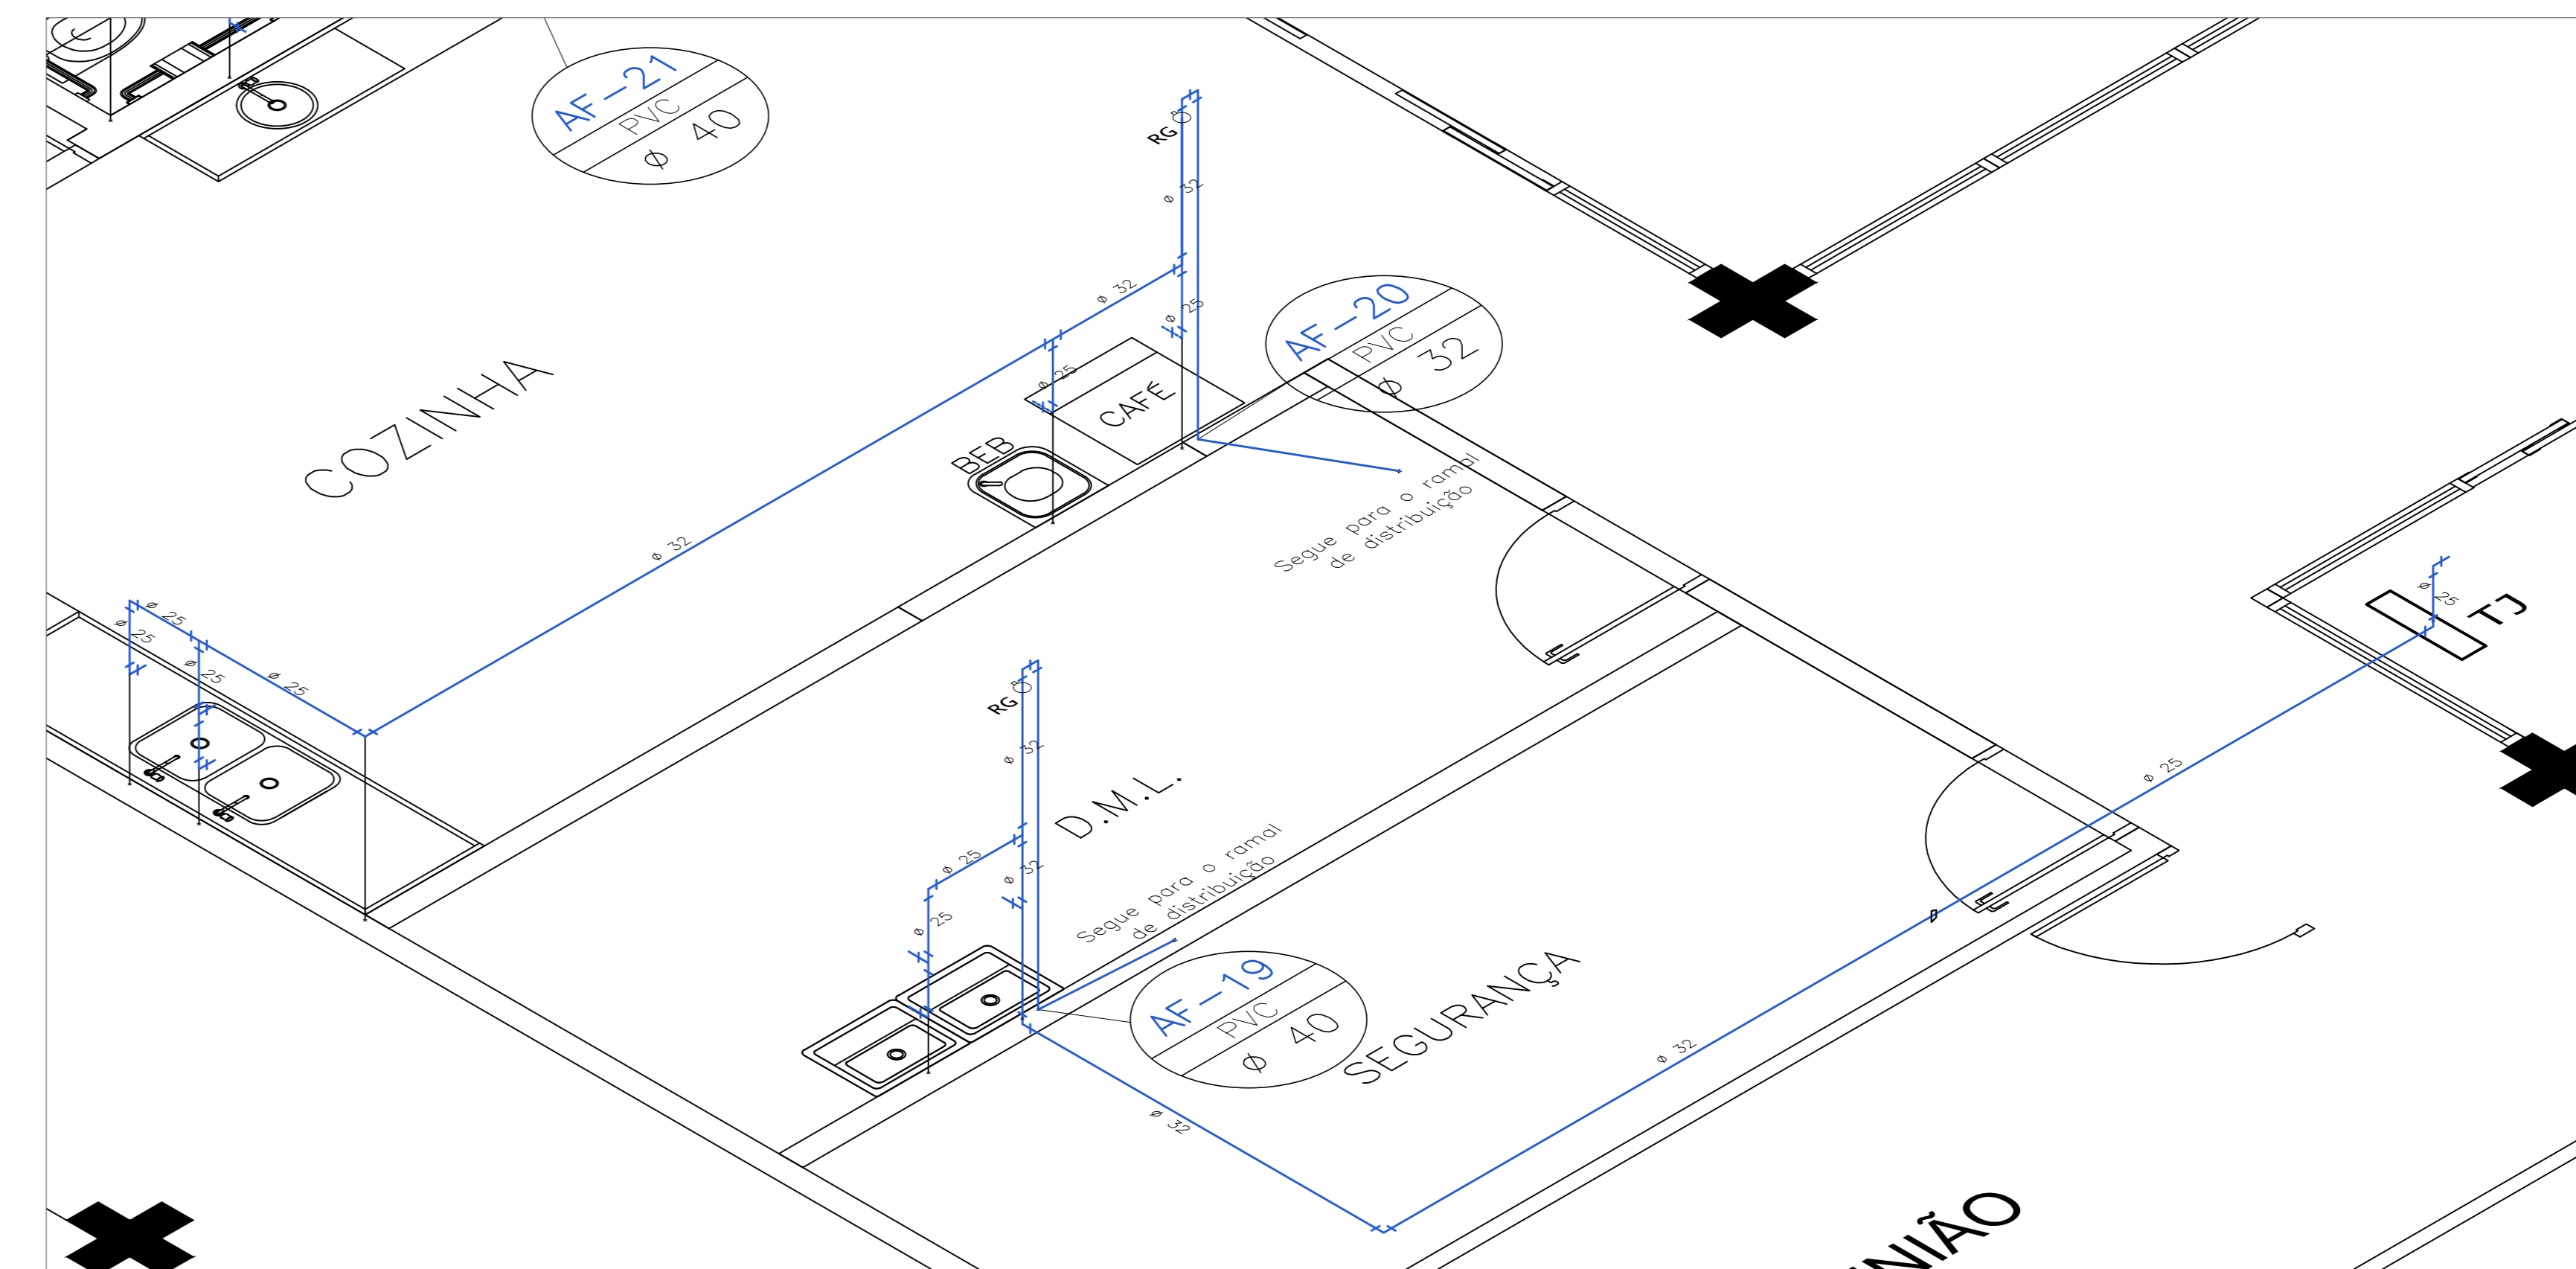 AF-21
PVC
ϕ 40
RG
ϕ 32
ϕ 32
ϕ 25
AF-20
PVC
ϕ 32
ϕ 25
CAFÉ
BEB
COZINHA
Segue para o ramal
de distribuição
ϕ 32
ϕ 25
ϕ 25
ϕ 25
ϕ 25
ϕ 25
TJ
RG
ϕ 32
D.M.L.
ϕ 25
ϕ 25
ϕ 32
ϕ 25
Segue para o ramal
de distribuição
AF-19
PVC
ϕ 40
SEGURANÇA
ϕ 32
ϕ 32
NIÃO